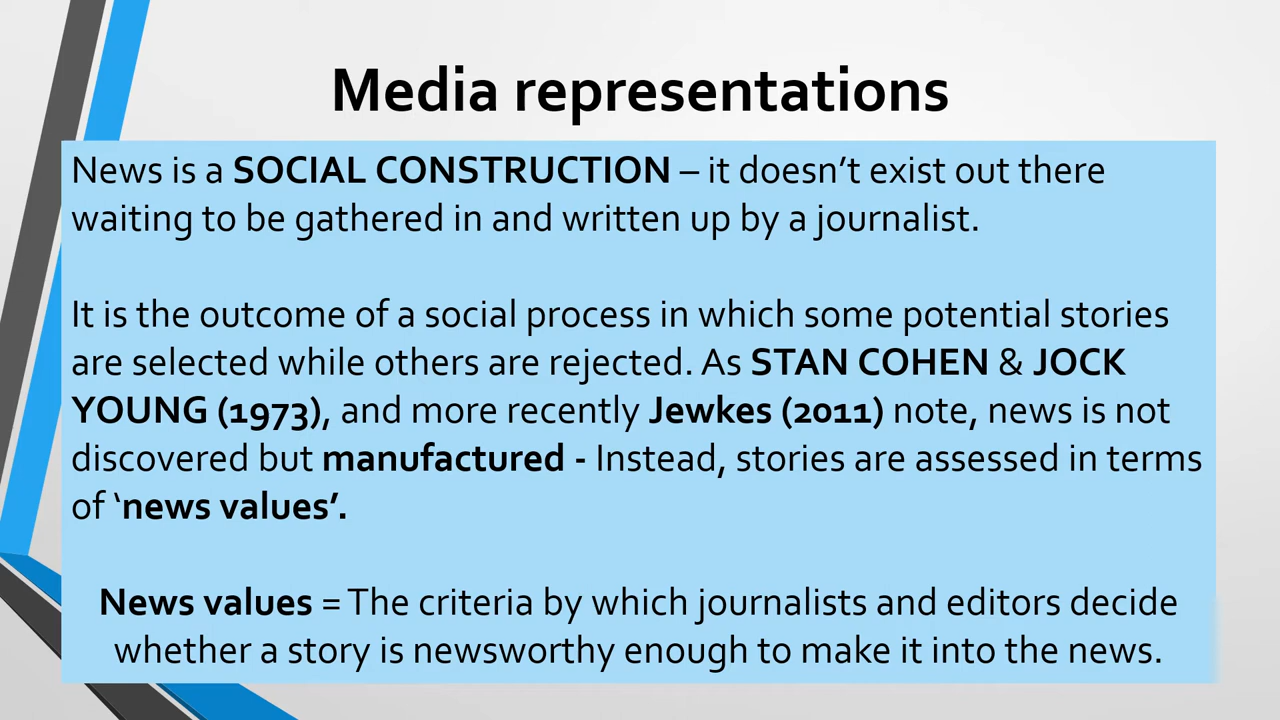 Media representations
News is a SOCIAL CONSTRUCTION – it doesn’t exist out there
waiting to be gathered in and written up by a journalist.
It is the outcome of a social process in which some potential stories
are selected while others are rejected. As STAN COHEN & JOCK
YOUNG (1973), and more recently Jewkes (2011) note, news is not
discovered but manufactured - Instead, stories are assessed in terms
of ‘news values’.
News values = The criteria by which journalists and editors decide
whether a story is newsworthy enough to make it into the news.